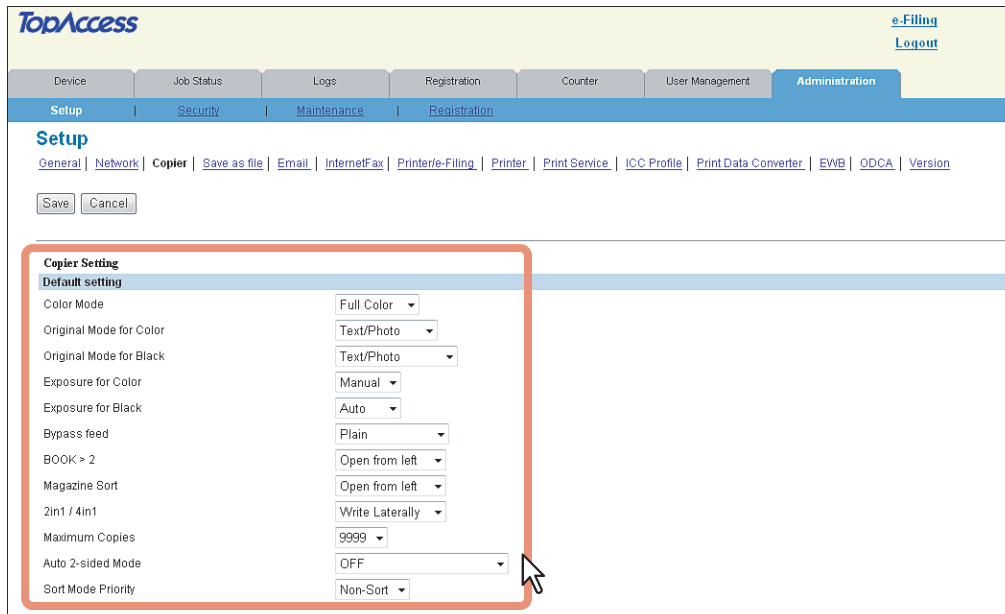 TopAccess
e-Filing
Logout
Device Job Status Logs Registration Counter User Management Administration
Setup | Security | Maintenance | Registration
Setup
General | Network | Copier | Save as file | Email | InternetFax | Printer/e-Filing | Printer | Print Service | ICC Profile | Print Data Converter | EWB | ODCA | Version
Save Cancel
Copier Setting
Default setting
Color Mode Full Color
Original Mode for Color Text/Photo
Original Mode for Black Text/Photo
Exposure for Color Manual
Exposure for Black Auto
Bypass feed Plain
BOOK > 2 Open from left
Magazine Sort Open from left
2in1 / 4in1 Write Laterally
Maximum Copies 9999
Auto 2-sided Mode OFF
Sort Mode Priority Non-Sort